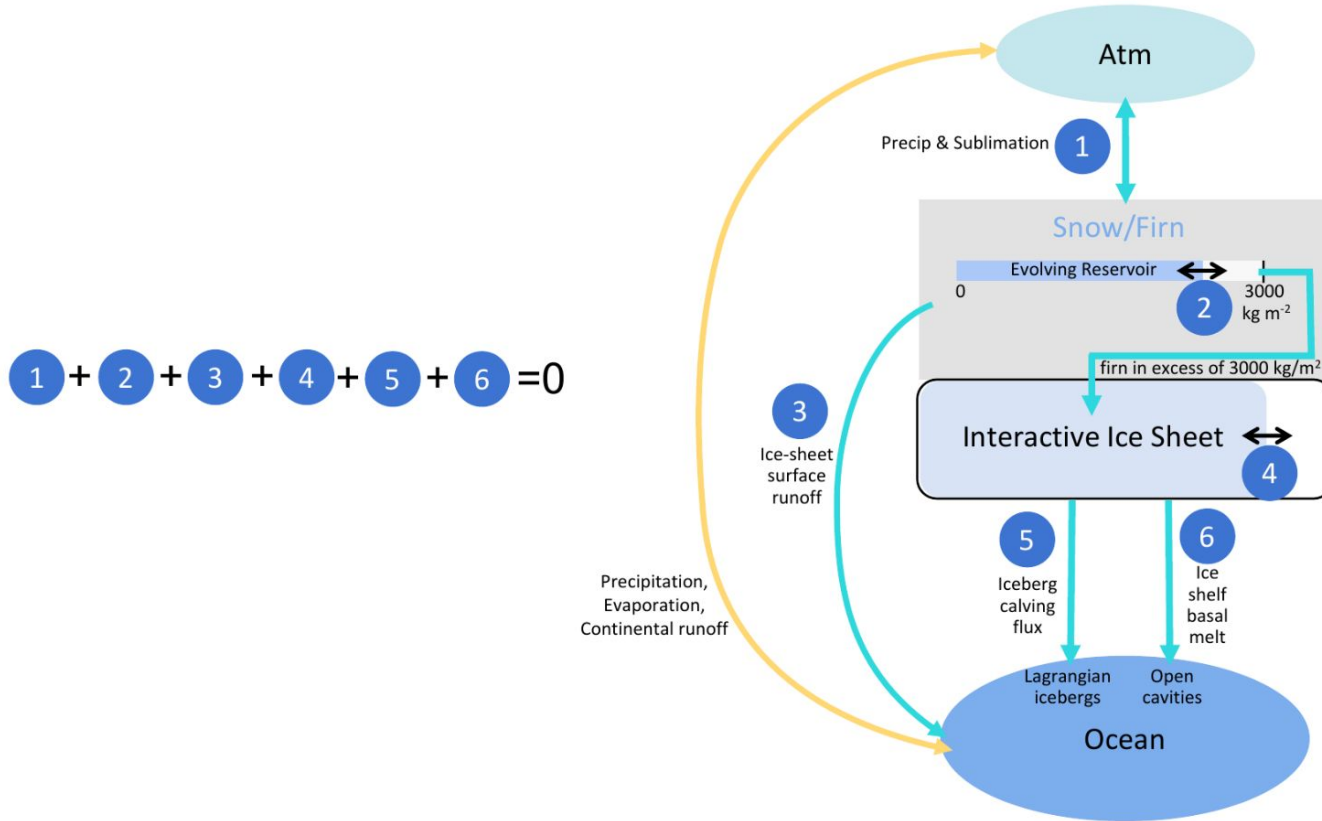 Atm
Precip & Sublimation
1
Snow/Firn
Evolving Reservoir
0
3000
kg m-2
2
firn in excess of 3000 kg/m2
1 + 2 + 3 + 4 + 5 + 6 =0
3
Ice-sheet
surface
runoff
Interactive Ice Sheet
4
5
Iceberg
calving
flux
6
Ice
shelf
basal
melt
Precipitation,
Evaporation,
Continental runoff
Lagrangian
icebergs
Open
cavities
Ocean